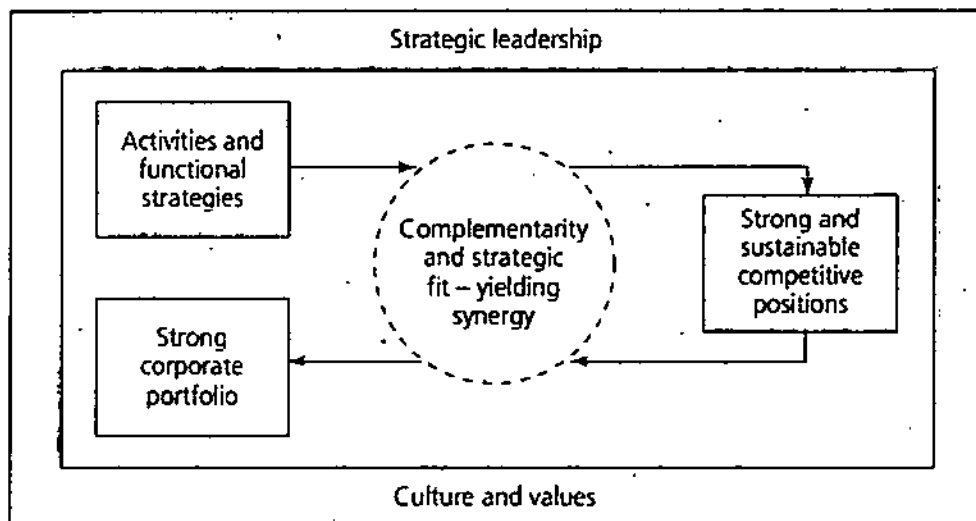 Strategic leadership
Activities and
functional
strategies
Complementarity
and strategic
fit – yielding
synergy
Strong and
sustainable
competitive
positions
Strong
corporate
portfolio
Culture and values